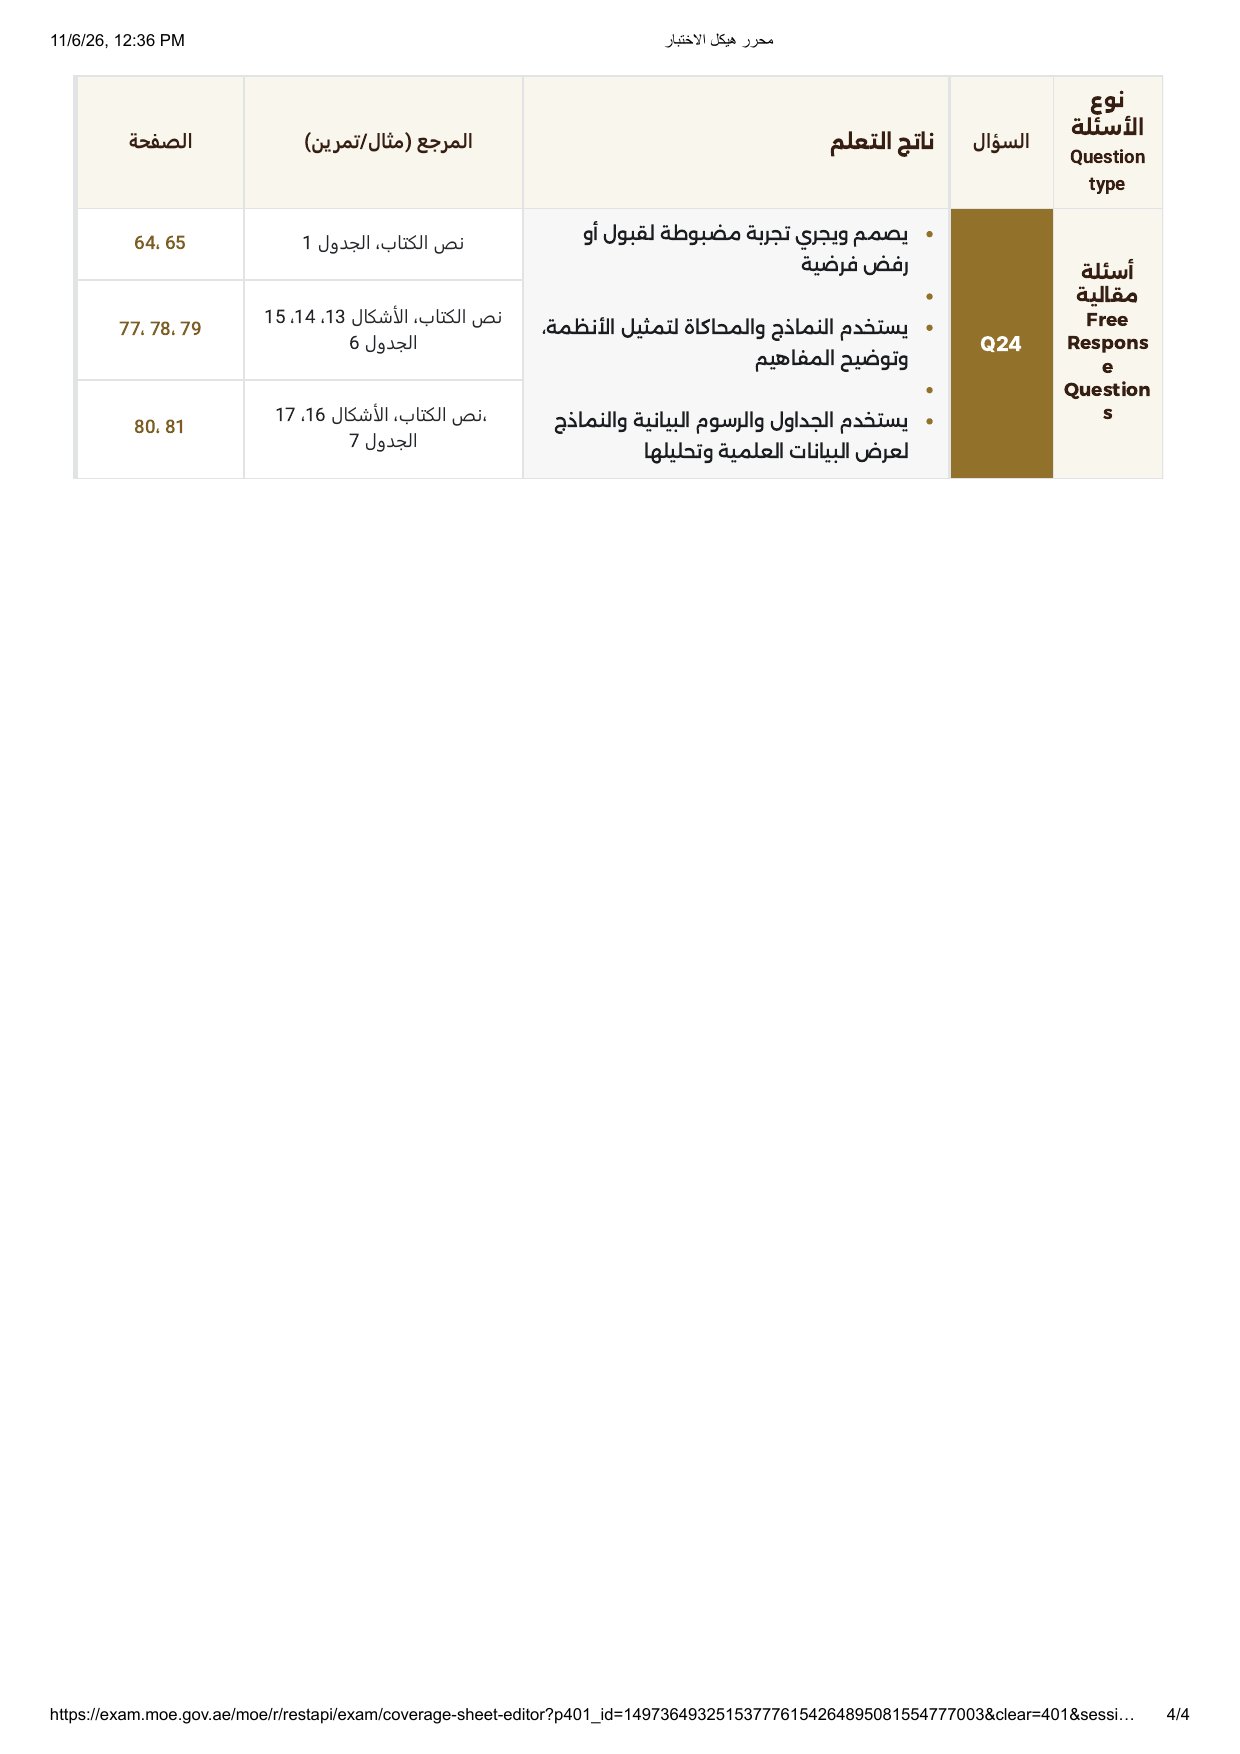 11/6/26, 12:36 PM
محرر هيكل الاختبار
نوع
الأسئلة
Question
type
السؤال
ناتج التعلم
المرجع (مثال/تمرين)
الصفحة
أسئلة
مقالية
Free
Respons
e
Question
s
Q24
يصمم ويجري تجربة مضبوطة لقبول أو
رفض فرضية
يستخدم النماذج والمحاكاة لتمثيل الأنظمة،
وتوضيح المفاهيم
يستخدم الجداول والرسوم البيانية والنماذج
لعرض البيانات العلمية وتحليلها
نص الكتاب، الجدول 1
64، 65
نص الكتاب، الأشكال 13، 14، 15
الجدول 6
77، 78، 79
،نص الكتاب، الأشكال 16، 17
الجدول 7
80، 81
https://exam.moe.gov.ae/moe/r/restapi/exam/coverage-sheet-editor?p401_id=149736493251537776154264895081554777003&clear=401&sessi…
4/4